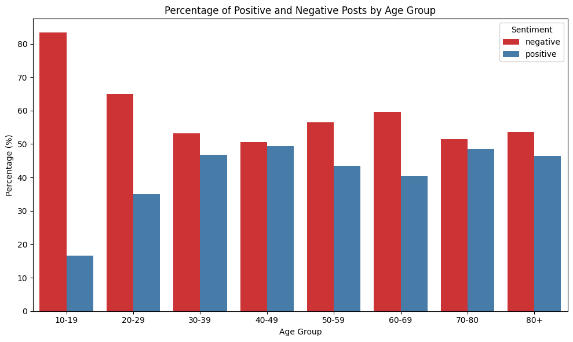 Percentage of Positive and Negative Posts by Age Group
Sentiment
negative
positive
Percentage (%)
80
70
60
50
40
30
20
10
0
10-19 20-29 30-39 40-49 50-59 60-69 70-80 80+
Age Group